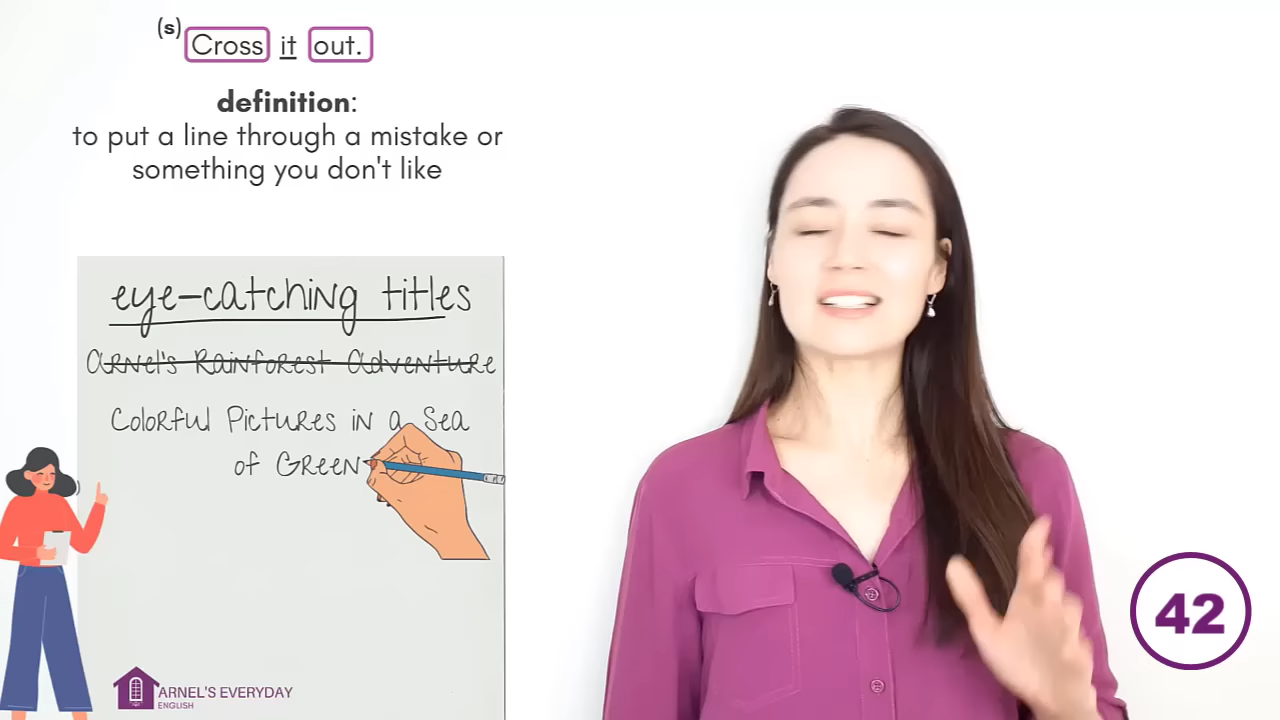 (s) Cross it out.
definition:
to put a line through a mistake or
something you don't like
eye-catching titles
Arnel's Rainforest Adventure
Colorful Pictures in a Sea
of Green
ARNEL'S EVERYDAY
ENGLISH
42